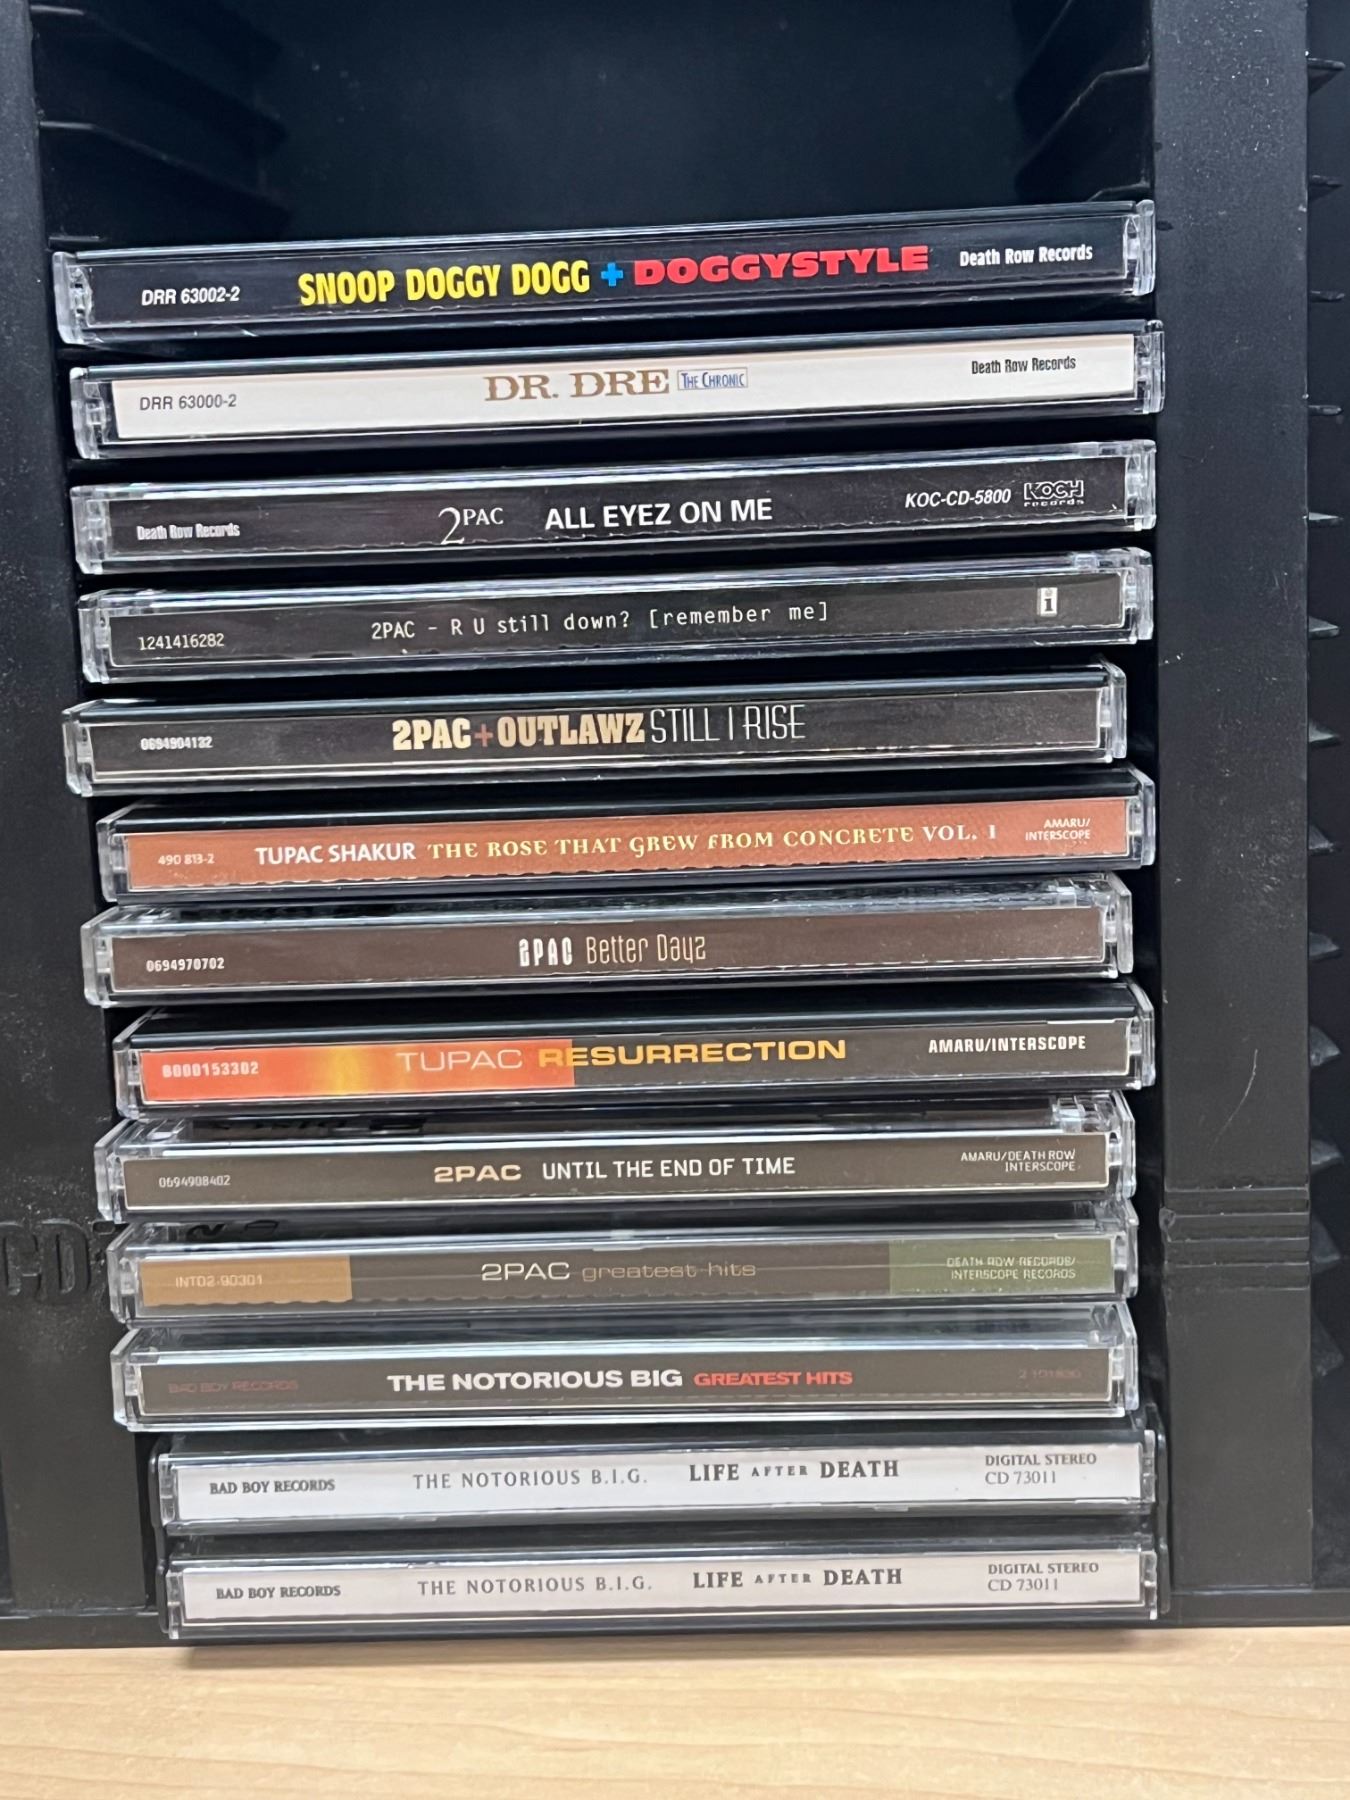 DRR 63002-2 SNOOP DOGGY DOGG + DOGGYSTYLE Death Row Records
DRR 63000-2 DR. DRE THE CHRONIC Death Row Records
Death Row Records 2PAC ALL EYEZ ON ME KOC-CD-5800 KOCH records
1241416282 2PAC - R U still down? [remember me] i
0694904132 2PAC+OUTLAWZ STILL I RISE
490 813-2 TUPAC SHAKUR THE ROSE THAT GREW FROM CONCRETE VOL. 1 AMARU/
INTERSCOPE
0694970702 2PAC Better Dayz
B000153302 TUPAC RESURRECTION AMARU/INTERSCOPE
0694908402 2PAC UNTIL THE END OF TIME AMARU/DEATH ROW
INTERSCOPE
INTD2-90301 2PAC greatest hits DEATH ROW RECORDS/
INTERSCOPE RECORDS
CD
BAD BOY RECORDS THE NOTORIOUS BIG GREATEST HITS
BAD BOY RECORDS THE NOTORIOUS B.I.G. LIFE AFTER DEATH DIGITAL STEREO
CD 73011
BAD BOY RECORDS THE NOTORIOUS B.I.G. LIFE AFTER DEATH DIGITAL STEREO
CD 73011